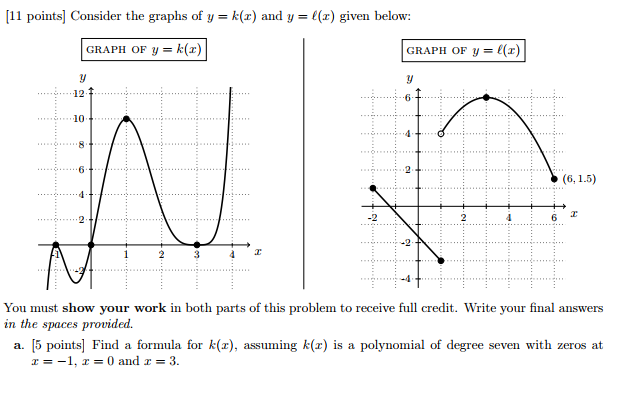 [11 points] Consider the graphs of y = k(x) and y = ℓ(x) given below:
GRAPH OF y = k(x)
y
12
10
8
6
4
2
-2
-1
1
2
3
4
x
GRAPH OF y = ℓ(x)
y
6
4
2
-2
-4
-2
2
4
6
x
(6, 1.5)
You must show your work in both parts of this problem to receive full credit. Write your final answers
in the spaces provided.
a. [5 points] Find a formula for k(x), assuming k(x) is a polynomial of degree seven with zeros at
x = −1, x = 0 and x = 3.